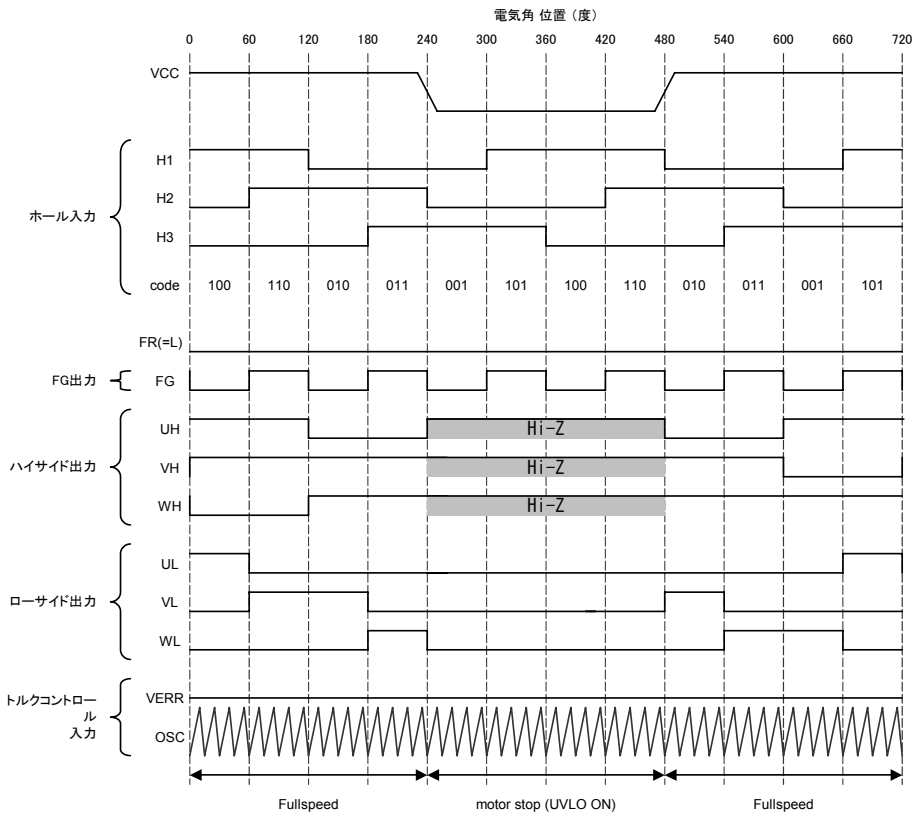 電気角 位置 (度)
0 60 120 180 240 300 360 420 480 540 600 660 720
VCC
ホール入力
H1
H2
H3
code 100 110 010 011 001 101 100 110 010 011 001 101
FR(=L)
FG出力
FG
ハイサイド出力
UH Hi-Z
VH Hi-Z
WH Hi-Z
ローサイド出力
UL
VL
WL
トルクコントロー
ル
入力
VERR
OSC
Fullspeed motor stop (UVLO ON) Fullspeed